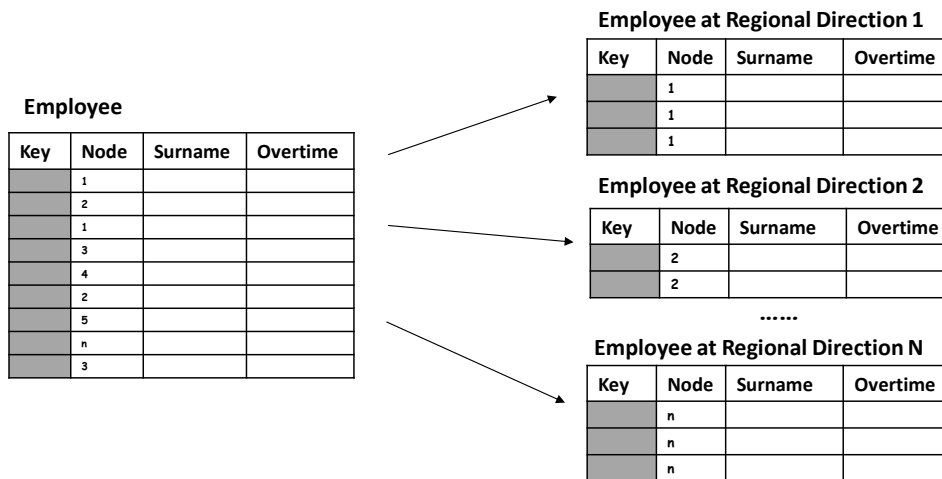 Employee
Key Node Surname Overtime
1
2
1
3
4
2
5
n
3
Employee at Regional Direction 1
Key Node Surname Overtime
1
1
1
Employee at Regional Direction 2
Key Node Surname Overtime
2
2
……
Employee at Regional Direction N
Key Node Surname Overtime
n
n
n